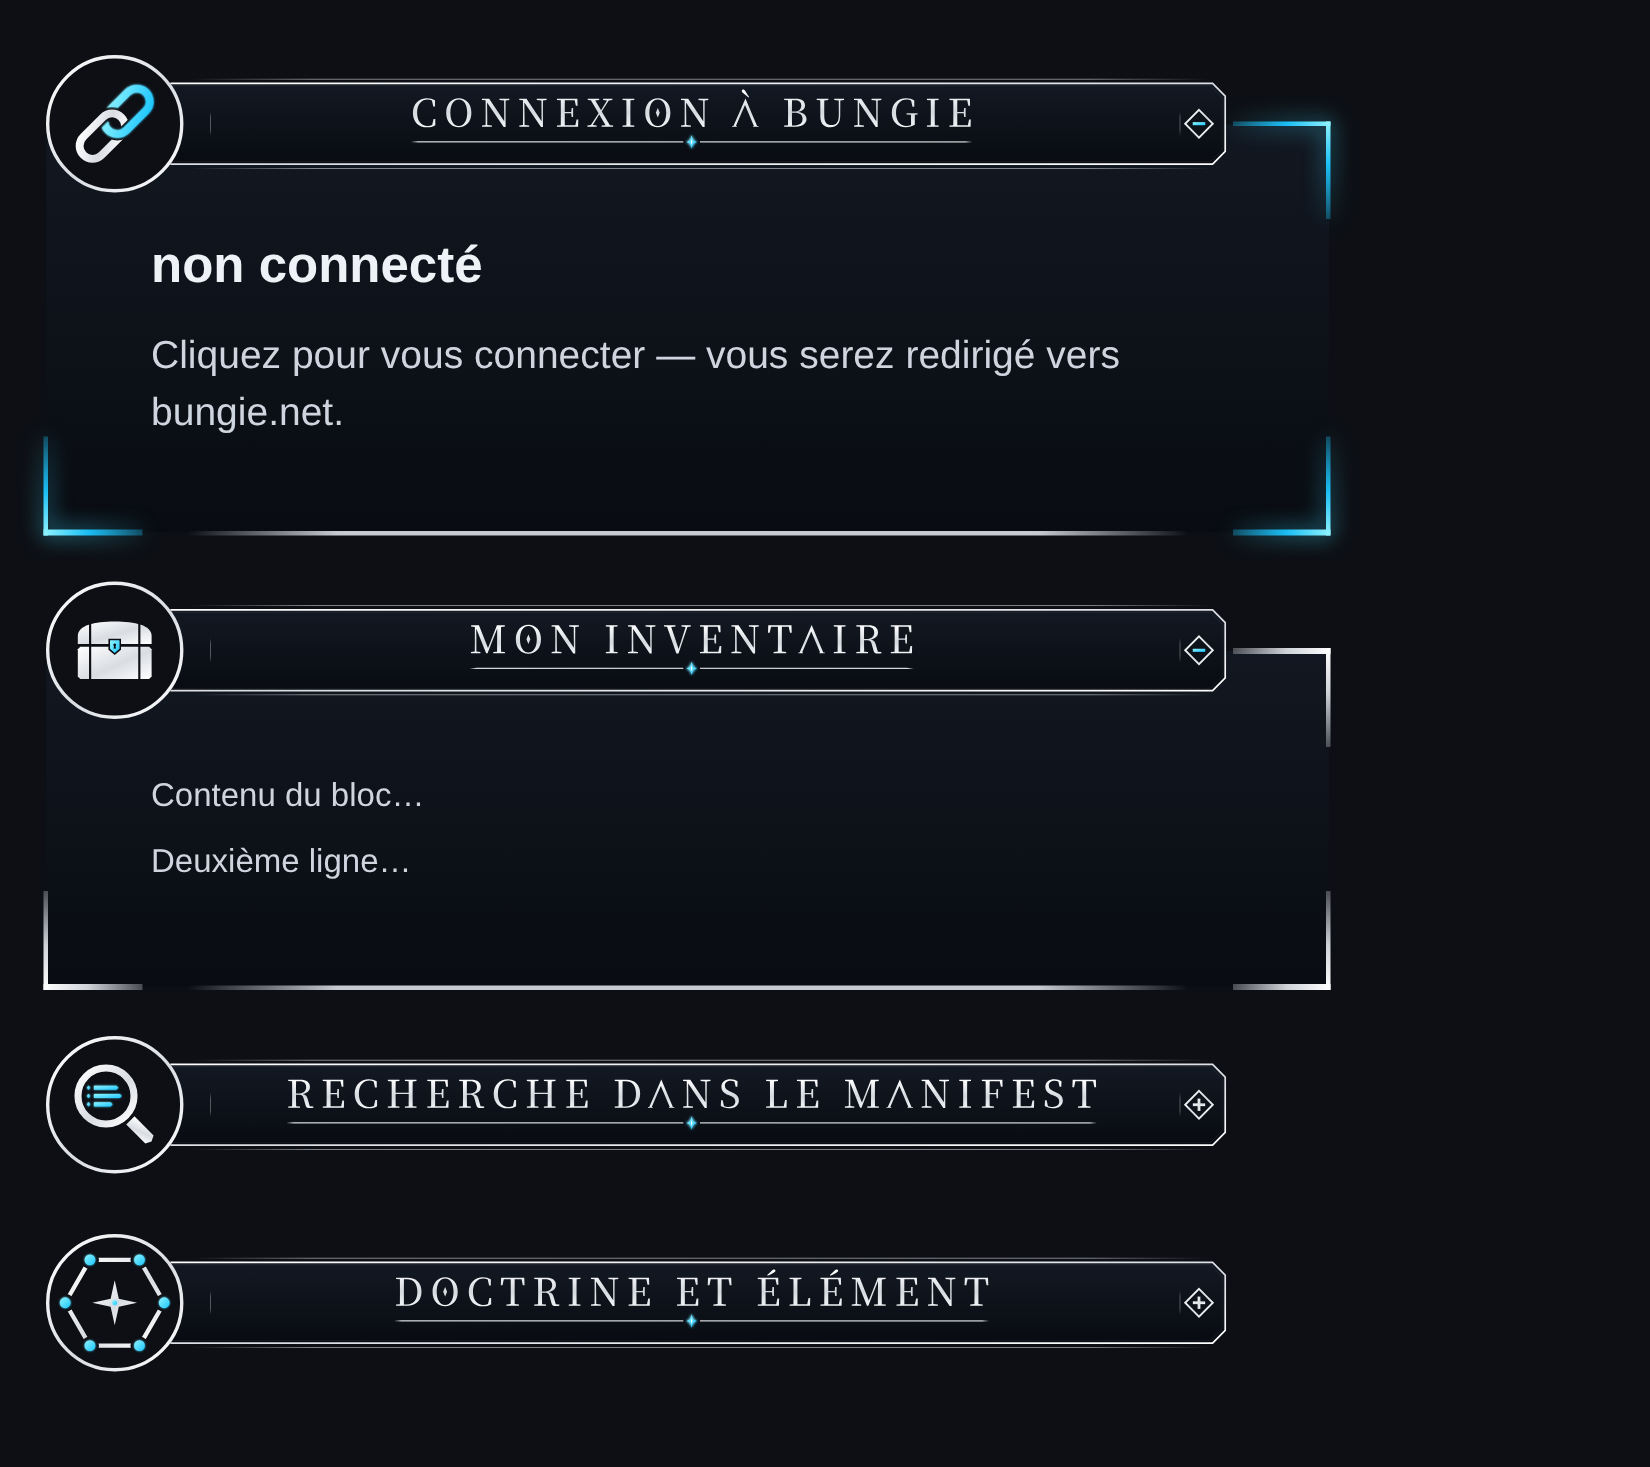 CONNEXION À BUNGIE
non connecté
Cliquez pour vous connecter — vous serez redirigé vers
bungie.net.
MON INVENTAIRE
Contenu du bloc…
Deuxième ligne…
RECHERCHE DANS LE MANIFEST
DOCTRINE ET ÉLÉMENT